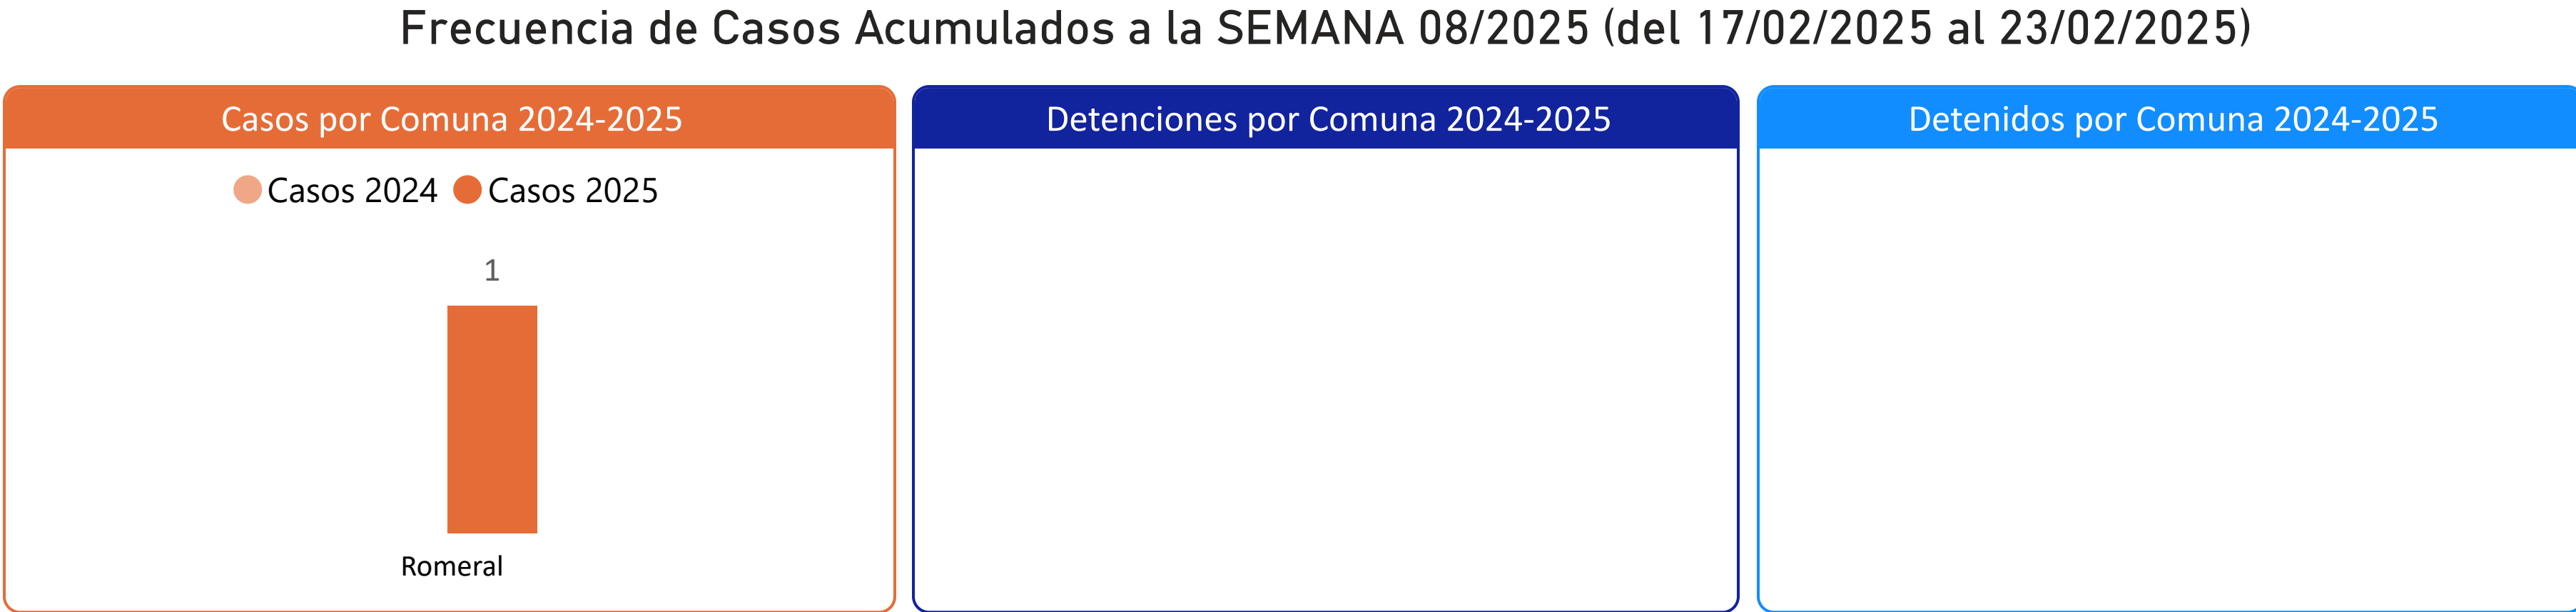 Frecuencia de Casos Acumulados a la SEMANA 08/2025 (del 17/02/2025 al 23/02/2025)
Casos por Comuna 2024-2025
Casos 2024 Casos 2025
1
Romeral
Detenciones por Comuna 2024-2025
Detenidos por Comuna 2024-2025